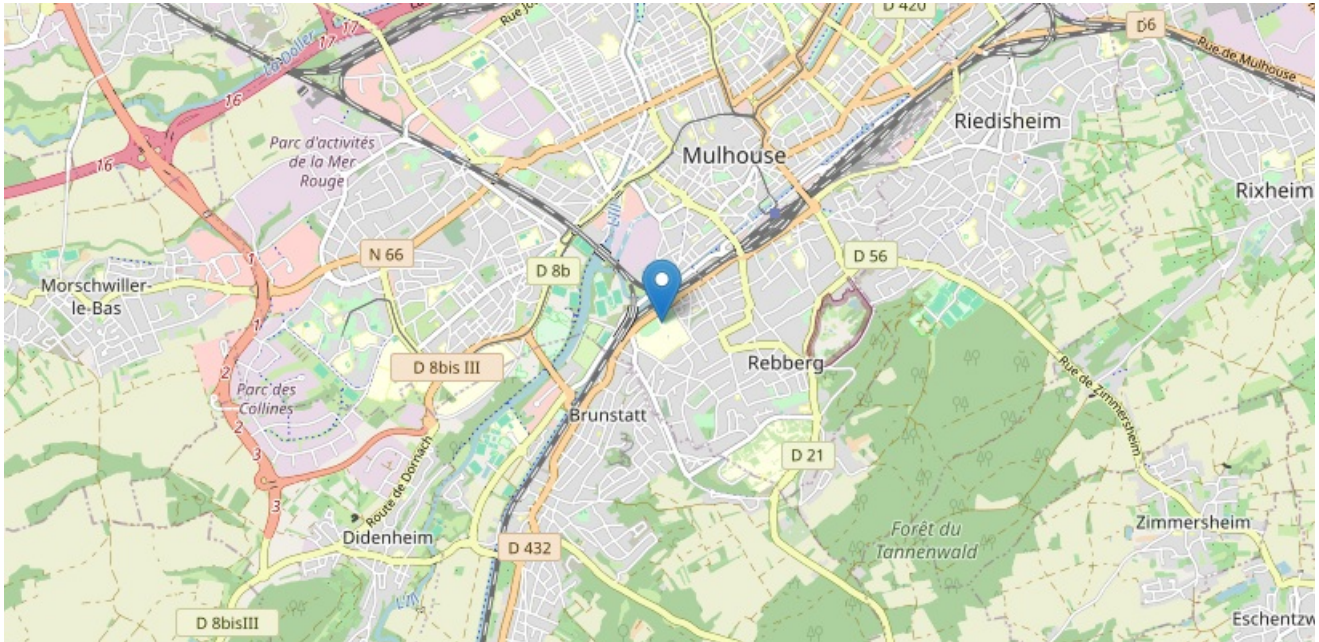 D 420
Rue
17
17
La Doller
D6
Rue de Mulhouse
16
Riedisheim
Parc d'activités
de la Mer
Rouge
Mulhouse
16
Rixheim
L'Ill
1
N 66
D 8b
D 56
Morschwiller-
le-Bas
1
2
D 8bis III
Rebberg
Rue de Zimmersheim
Parc des
Collines
2
Brunstatt
3
Route de Dornach
D 21
3
Didenheim
D 432
Forêt du
Tannenwald
Zimmersheim
L'Ill
D 8bisIII
Eschentzw